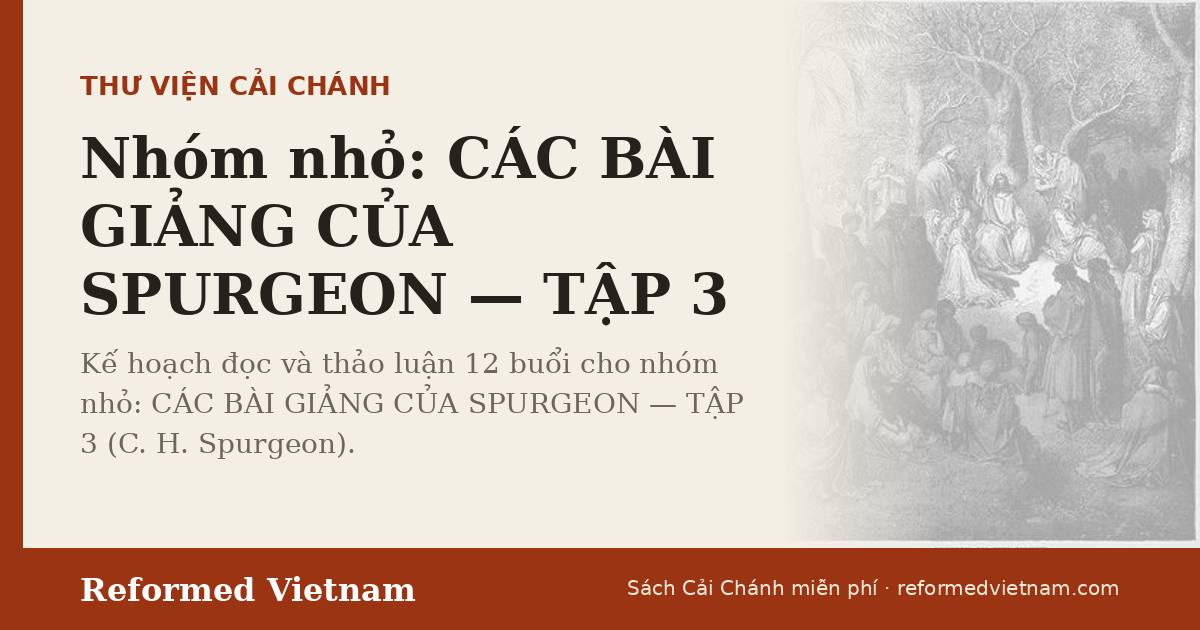 THƯ VIỆN CẢI CHÁNH
Nhóm nhỏ: CÁC BÀI
GIẢNG CỦA
SPURGEON — TẬP 3
Kế hoạch đọc và thảo luận 12 buổi cho nhóm
nhỏ: CÁC BÀI GIẢNG CỦA SPURGEON — TẬP
3 (C. H. Spurgeon).
Reformed Vietnam
Sách Cải Chánh miễn phí · reformedvietnam.com